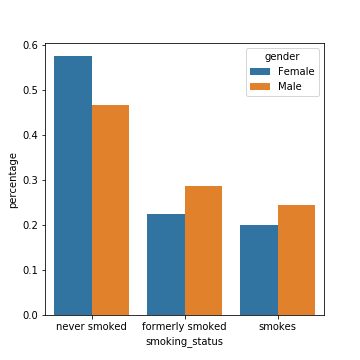 0.6
0.5
0.4
0.3
0.2
0.1
0.0
percentage
gender
Female
Male
never smoked formerly smoked smokes
smoking_status